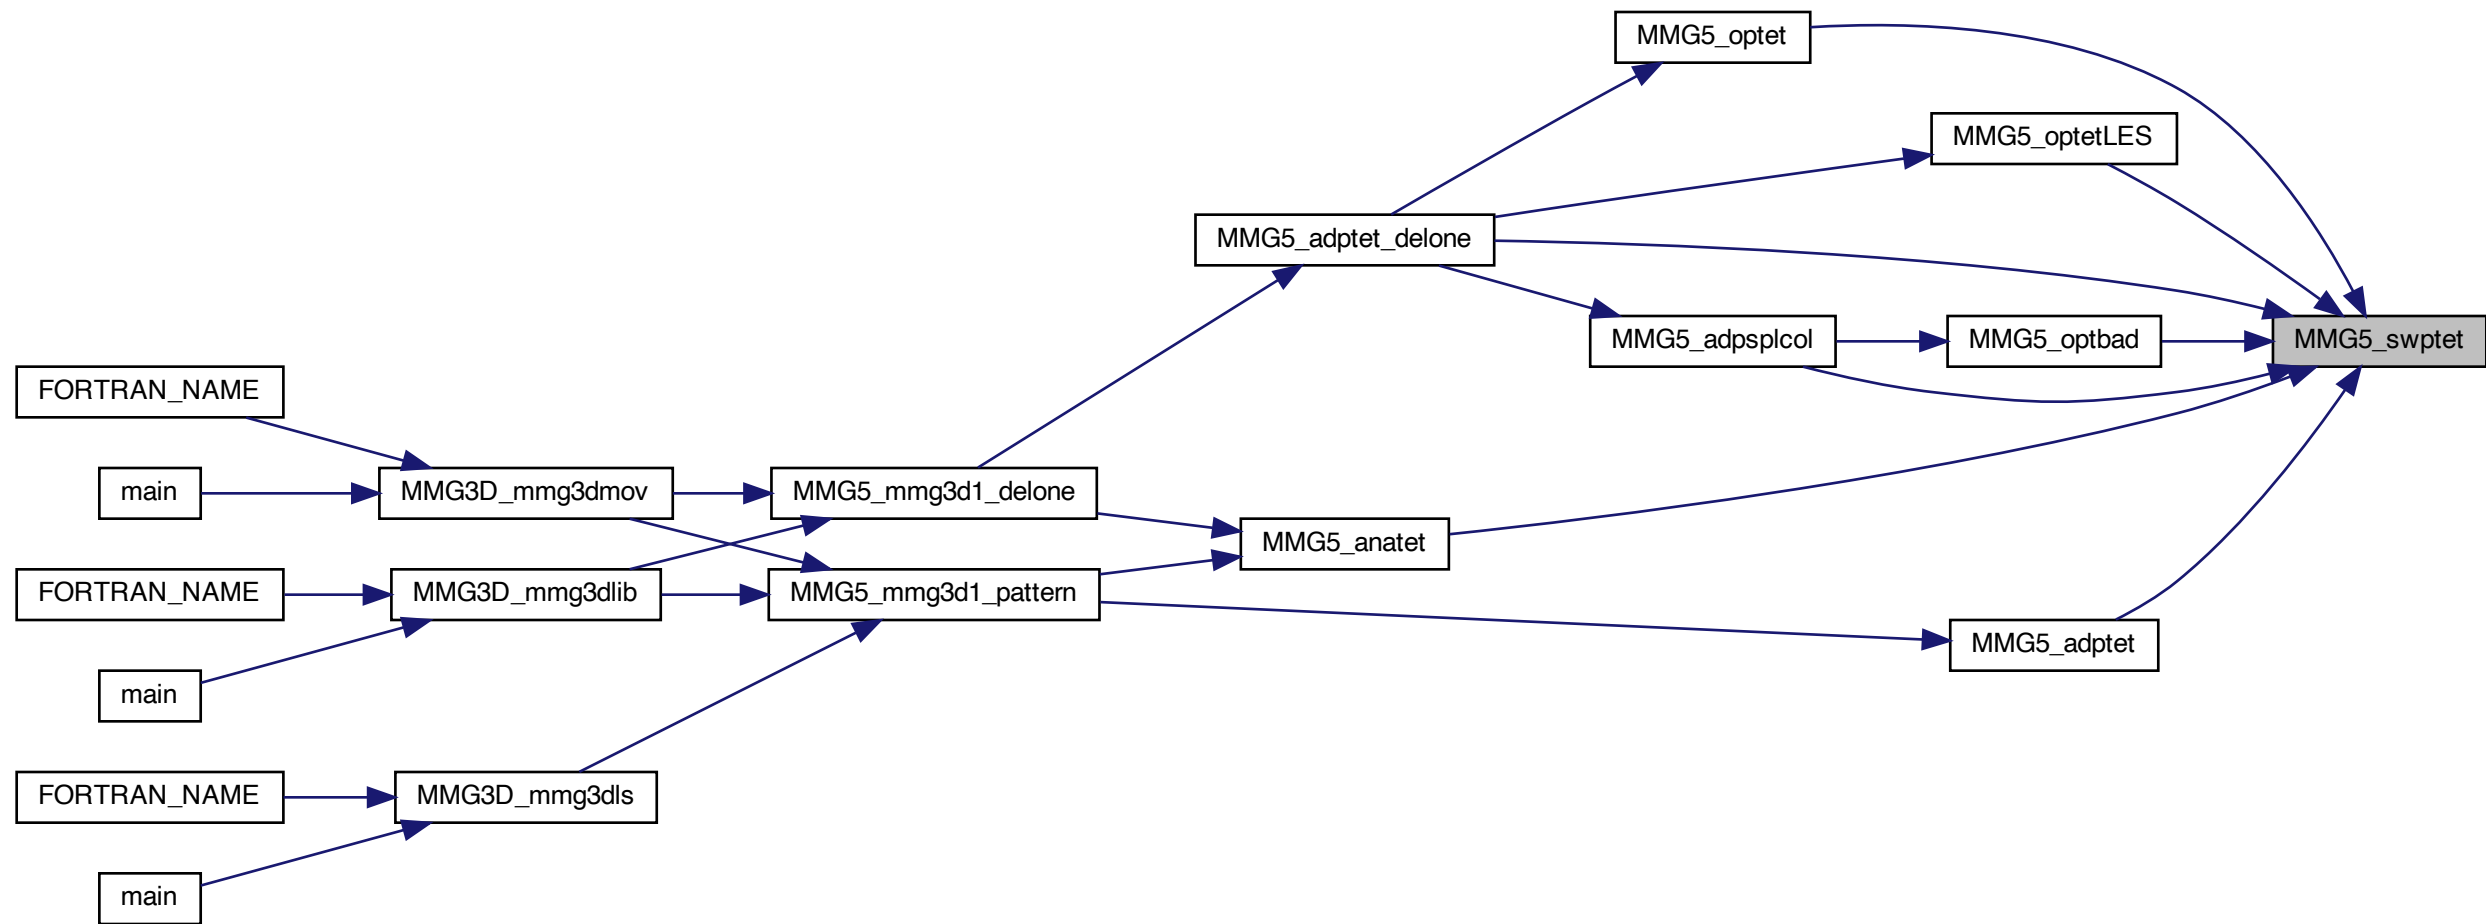 MMG5_optet
MMG5_optetLES
MMG5_adptet_delone
MMG5_adpsplcol
MMG5_optbad
MMG5_swptet
FORTRAN_NAME
main
MMG3D_mmg3dmov
MMG5_mmg3d1_delone
MMG5_anatet
FORTRAN_NAME
MMG3D_mmg3dlib
MMG5_mmg3d1_pattern
MMG5_adptet
main
FORTRAN_NAME
MMG3D_mmg3dls
main